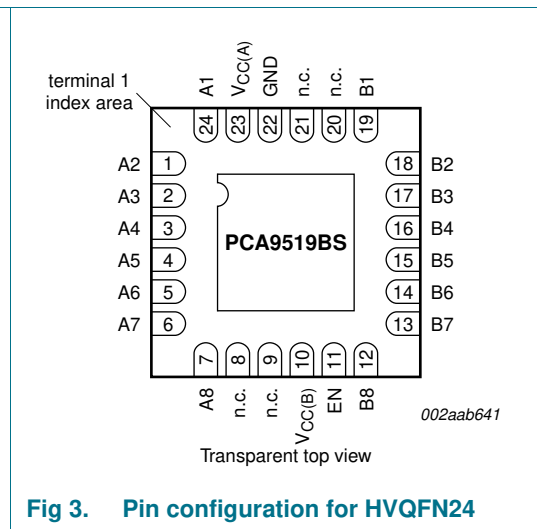 terminal 1
index area
A1
VCC(A)
GND
n.c.
n.c.
B1
24
23
22
21
20
19
A2 1
18 B2
A3 2
17 B3
A4 3
16 B4
A5 4
15 B5
A6 5
14 B6
A7 6
13 B7
PCA9519BS
7
8
9
10
11
12
A8
n.c.
n.c.
VCC(B)
EN
B8
002aab641
Transparent top view
Fig 3. Pin configuration for HVQFN24